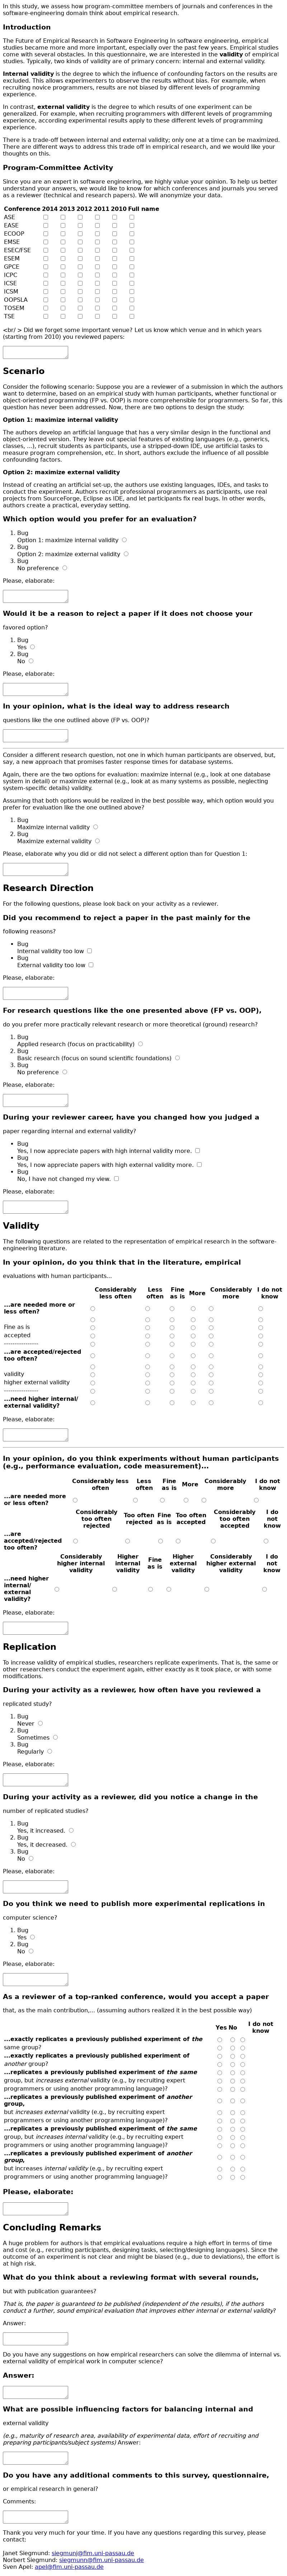 In this study, we assess how program-committee members of journals and conferences in the
software-engineering domain think about empirical research.
Introduction
The Future of Empirical Research in Software Engineering In software engineering, empirical
studies become more and more important, especially over the past few years. Empirical studies
come with several obstacles. In this questionnaire, we are interested in the validity of empirical
studies. Typically, two kinds of validity are of primary concern: internal and external validity.
Internal validity is the degree to which the influence of confounding factors on the results are
excluded. This allows experimenters to observe the results without bias. For example, when
recruiting novice programmers, results are not biased by different levels of programming
experience.
In contrast, external validity is the degree to which results of one experiment can be
generalized. For example, when recruiting programmers with different levels of programming
experience, according experimental results apply to these different levels of programming
experience.
There is a trade-off between internal and external validity; only one at a time can be maximized.
There are different ways to address this trade-off in empirical research, and we would like your
thoughts on this.
Program-Committee Activity
Since you are an expert in software engineering, we highly value your opinion. To help us better
understand your answers, we would like to know for which conferences and journals you served
as a reviewer (technical and research papers). We will anonymize your data.
Conference 2014 2013 2012 2011 2010 Full name
ASE
EASE
ECOOP
EMSE
ESEC/FSE
ESEM
GPCE
ICPC
ICSE
ICSM
OOPSLA
TOSEM
TSE
<br/ > Did we forget some important venue? Let us know which venue and in which years
(starting from 2010) you reviewed papers:
Scenario
Consider the following scenario: Suppose you are a reviewer of a submission in which the authors
want to determine, based on an empirial study with human participants, whether functional or
object-oriented programming (FP vs. OOP) is more comprehensible for programmers. So far, this
question has never been addressed. Now, there are two options to design the study:
Option 1: maximize internal validity
The authors develop an artificial language that has a very similar design in the functional and
object-oriented version. They leave out special features of existing languages (e.g., generics,
classes, ...), recruit students as participants, use a stripped-down IDE, use artificial tasks to
measure program comprehension, etc. In short, authors exclude the influence of all possible
confounding factors.
Option 2: maximize external validity
Instead of creating an artificial set-up, the authors use existing languages, IDEs, and tasks to
conduct the experiment. Authors recruit professional programmers as participants, use real
projects from SourceForge, Eclipse as IDE, and let participants fix real bugs. In other words,
authors create a practical, everyday setting.
Which option would you prefer for an evaluation?
1. Bug
Option 1: maximize internal validity
2. Bug
Option 2: maximize external validity
3. Bug
No preference
Please, elaborate:
Would it be a reason to reject a paper if it does not choose your
favored option?
1. Bug
Yes
2. Bug
No
Please, elaborate:
In your opinion, what is the ideal way to address research
questions like the one outlined above (FP vs. OOP)?
Consider a different research question, not one in which human participants are observed, but,
say, a new approach that promises faster response times for database systems.
Again, there are the two options for evaluation: maximize internal (e.g., look at one database
system in detail) or maximize external (e.g., look at as many systems as possible, neglecting
system-specific details) validity.
Assuming that both options would be realized in the best possible way, which option would you
prefer for evaluation like the one outlined above?
1. Bug
Maximize internal validity
2. Bug
Maximize external validity
Please, elaborate why you did or did not select a different option than for Question 1:
Research Direction
For the following questions, please look back on your activity as a reviewer.
Did you recommend to reject a paper in the past mainly for the
following reasons?
• Bug
Internal validity too low
• Bug
External validity too low
Please, elaborate:
For research questions like the one presented above (FP vs. OOP),
do you prefer more practically relevant research or more theoretical (ground) research?
1. Bug
Applied research (focus on practicability)
2. Bug
Basic research (focus on sound scientific foundations)
3. Bug
No preference
Please, elaborate:
During your reviewer career, have you changed how you judged a
paper regarding internal and external validity?
• Bug
Yes, I now appreciate papers with high internal validity more.
• Bug
Yes, I now appreciate papers with high external validity more.
• Bug
No, I have not changed my view.
Please, elaborate:
Validity
The following questions are related to the representation of empirical research in the software-
engineering literature.
In your opinion, do you think that in the literature, empirical
evaluations with human participants...
Considerably less often Less often Fine as is More Considerably more I do not know
...are needed more or less often?
Fine as is
accepted
-----------------
...are accepted/rejected too often?
validity
higher external validity
-----------------
...need higher internal/ external validity?
Please, elaborate:
In your opinion, do you think experiments without human participants
(e.g., performance evaluation, code measurement)...
Considerably less often Less often Fine as is More Considerably more I do not know
...are needed more or less often?
Considerably too often rejected Too often rejected Fine as is Too often accepted Considerably too often accepted I do not know
...are accepted/rejected too often?
Considerably higher internal validity Higher internal validity Fine as is Higher external validity Considerably higher external validity I do not know
...need higher internal/ external validity?
Please, elaborate:
Replication
To increase validity of empirical studies, researchers replicate experiments. That is, the same or
other researchers conduct the experiment again, either exactly as it took place, or with some
modifications.
During your activity as a reviewer, how often have you reviewed a
replicated study?
1. Bug
Never
2. Bug
Sometimes
3. Bug
Regularly
Please, elaborate:
During your activity as a reviewer, did you notice a change in the
number of replicated studies?
1. Bug
Yes, it increased.
2. Bug
Yes, it decreased.
3. Bug
No
Please, elaborate:
Do you think we need to publish more experimental replications in
computer science?
1. Bug
Yes
2. Bug
No
Please, elaborate:
As a reviewer of a top-ranked conference, would you accept a paper
that, as the main contribution,... (assuming authors realized it in the best possible way)
Yes No I do not know
...exactly replicates a previously published experiment of the
same group?
...exactly replicates a previously published experiment of
another group?
...replicates a previously published experiment of the same
group, but increases external validity (e.g., by recruiting expert
programmers or using another programming language)?
...replicates a previously published experiment of another
group,
but increases external validity (e.g., by recruiting expert
programmers or using another programming language)?
...replicates a previously published experiment of the same
group, but increases internal validity (e.g., by recruiting expert
programmers or using another programming language)?
...replicates a previously published experiment of another
group,
but increases internal validity (e.g., by recruiting expert
programmers or using another programming language)?
Please, elaborate:
Concluding Remarks
A huge problem for authors is that empirical evaluations require a high effort in terms of time
and cost (e.g., recruiting participants, designing tasks, selecting/designing languages). Since the
outcome of an experiment is not clear and might be biased (e.g., due to deviations), the effort is
at high risk.
What do you think about a reviewing format with several rounds,
but with publication guarantees?
That is, the paper is guaranteed to be published (independent of the results), if the authors
conduct a further, sound empirical evaluation that improves either internal or external validity?
Answer:
Do you have any suggestions on how empirical researchers can solve the dilemma of internal vs.
external validity of empirical work in computer science?
Answer:
What are possible influencing factors for balancing internal and
external validity
(e.g., maturity of research area, availability of experimental data, effort of recruiting and
preparing participants/subject systems) Answer:
Do you have any additional comments to this survey, questionnaire,
or empirical research in general?
Comments:
Thank you very much for your time. If you have any questions regarding this survey, please
contact:
Janet Siegmund: siegmunj@fim.uni-passau.de
Norbert Siegmund: siegmunn@fim.uni-passau.de
Sven Apel: apel@fim.uni-passau.de